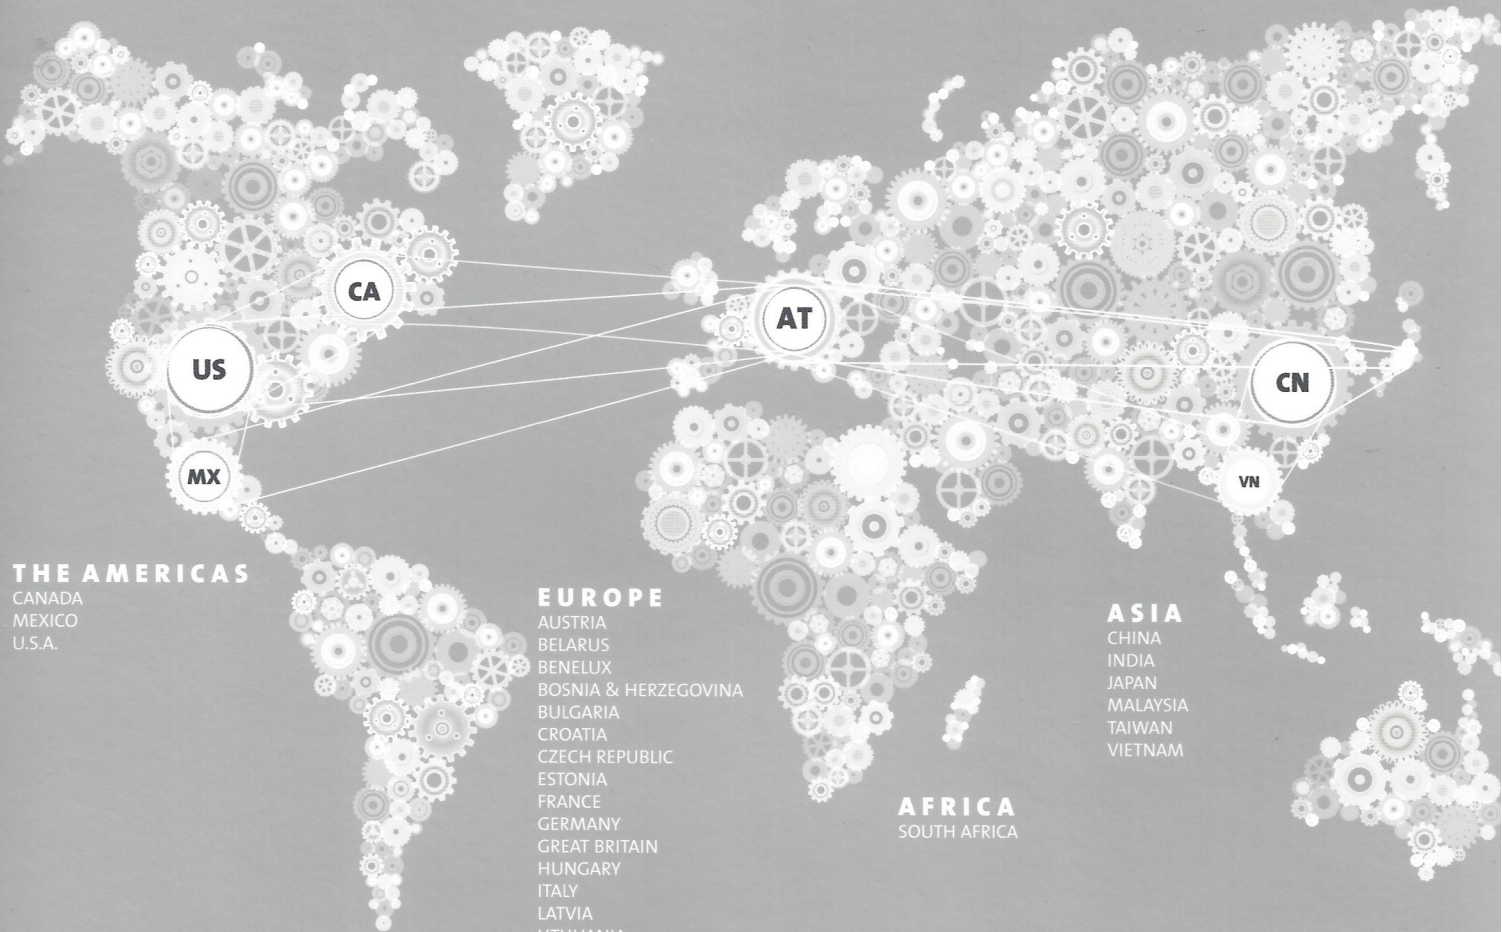 CA
AT
US
CN
MX
VN
THE AMERICAS
CANADA
MEXICO
U.S.A.
EUROPE
AUSTRIA
BELARUS
BENELUX
BOSNIA & HERZEGOVINA
BULGARIA
CROATIA
CZECH REPUBLIC
ESTONIA
FRANCE
GERMANY
GREAT BRITAIN
HUNGARY
ITALY
LATVIA
LITHUANIA
AFRICA
SOUTH AFRICA
ASIA
CHINA
INDIA
JAPAN
MALAYSIA
TAIWAN
VIETNAM